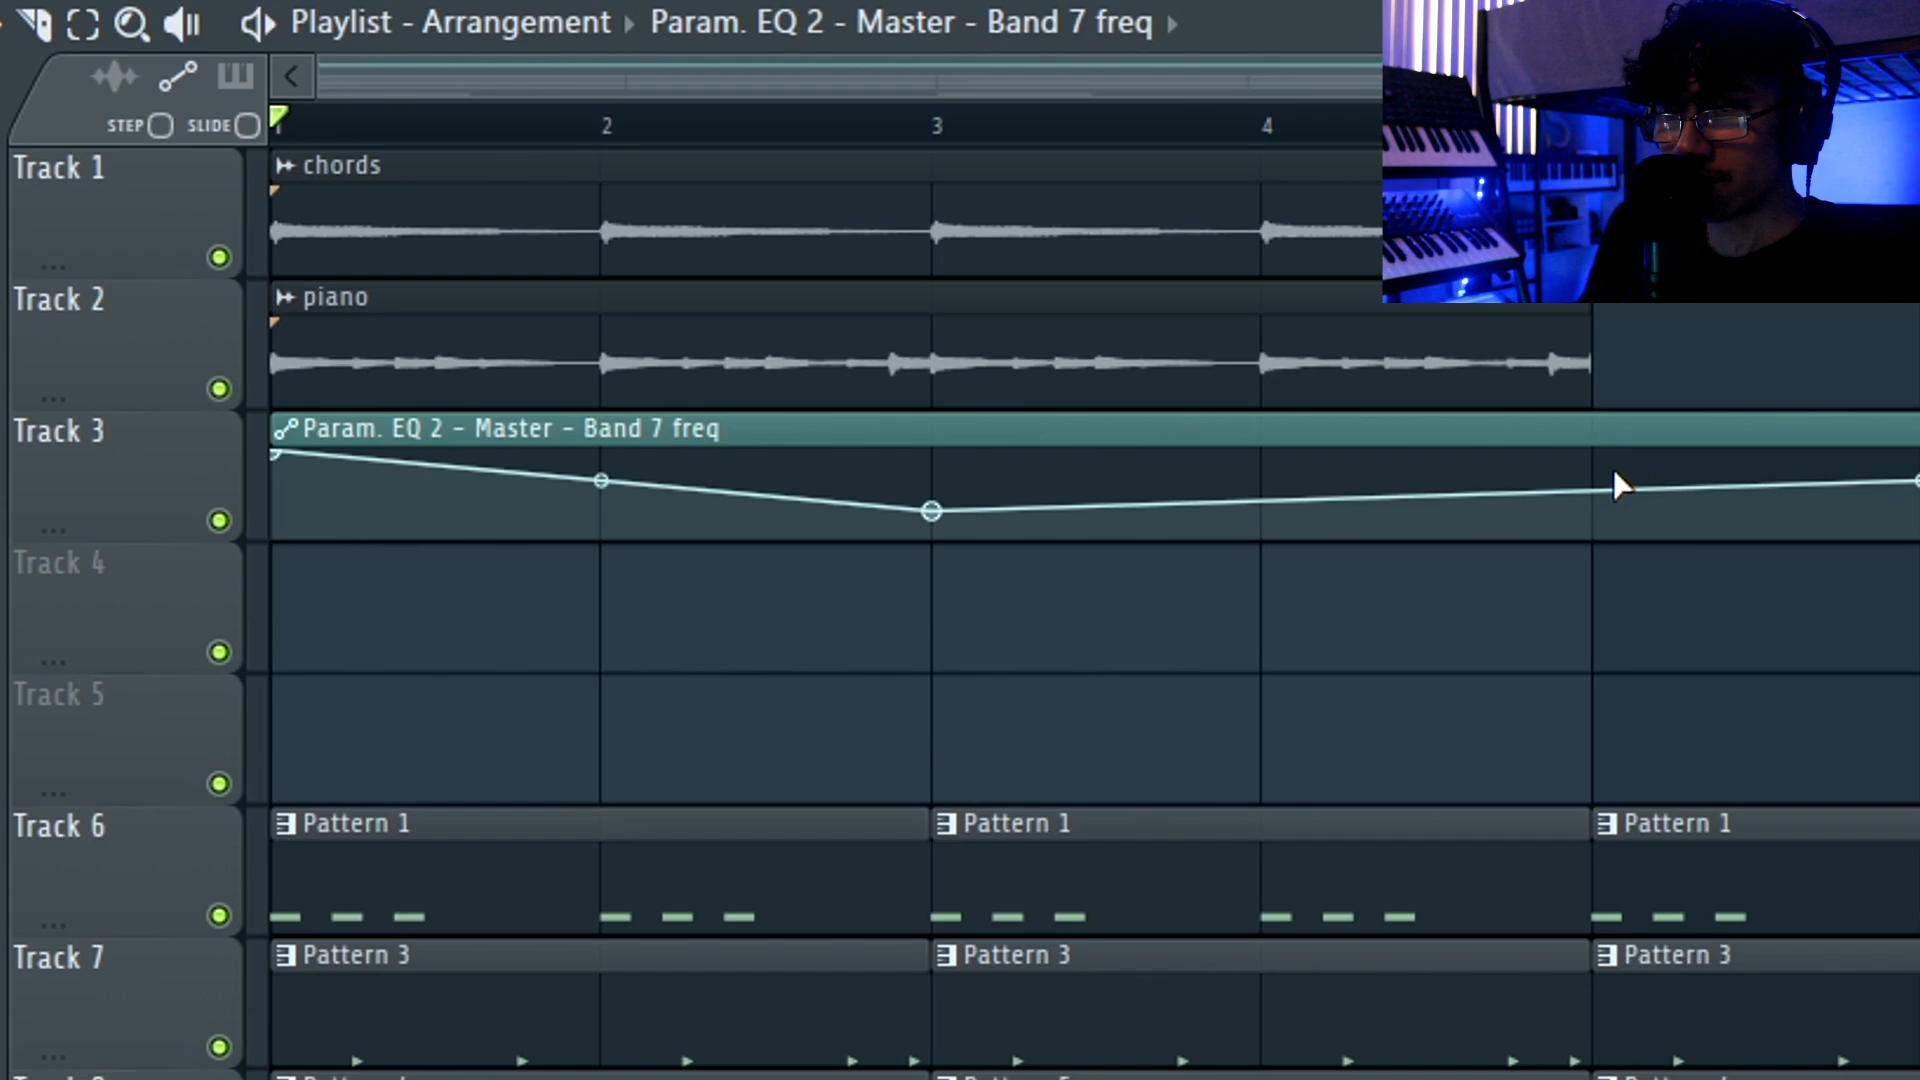 Playlist - Arrangement Param. EQ 2 - Master - Band 7 freq
STEP SLIDE
2 3 4
Track 1
chords
Track 2
piano
Track 3
Param. EQ 2 - Master - Band 7 freq
Track 4
Track 5
Track 6
Pattern 1 Pattern 1 Pattern 1
Track 7
Pattern 3 Pattern 3 Pattern 3